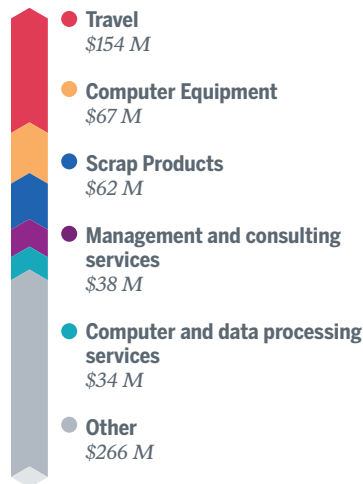 Travel
$154 M
Computer Equipment
$67 M
Scrap Products
$62 M
Management and consulting
services
$38 M
Computer and data processing
services
$34 M
Other
$266 M